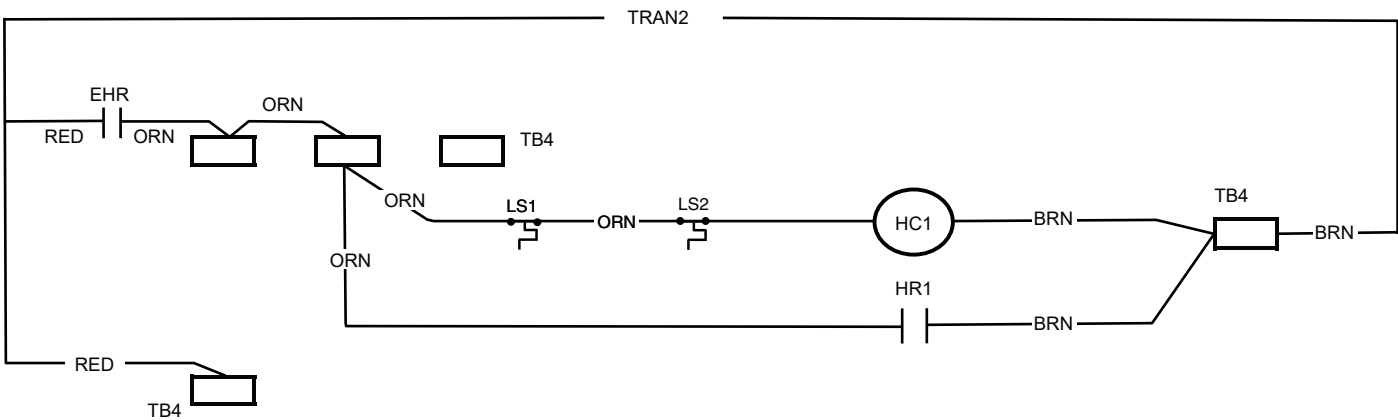 TRAN2
EHR
ORN
RED
ORN
TB4
ORN
LS1
ORN
LS2
HC1
BRN
TB4
BRN
ORN
HR1
BRN
RED
TB4